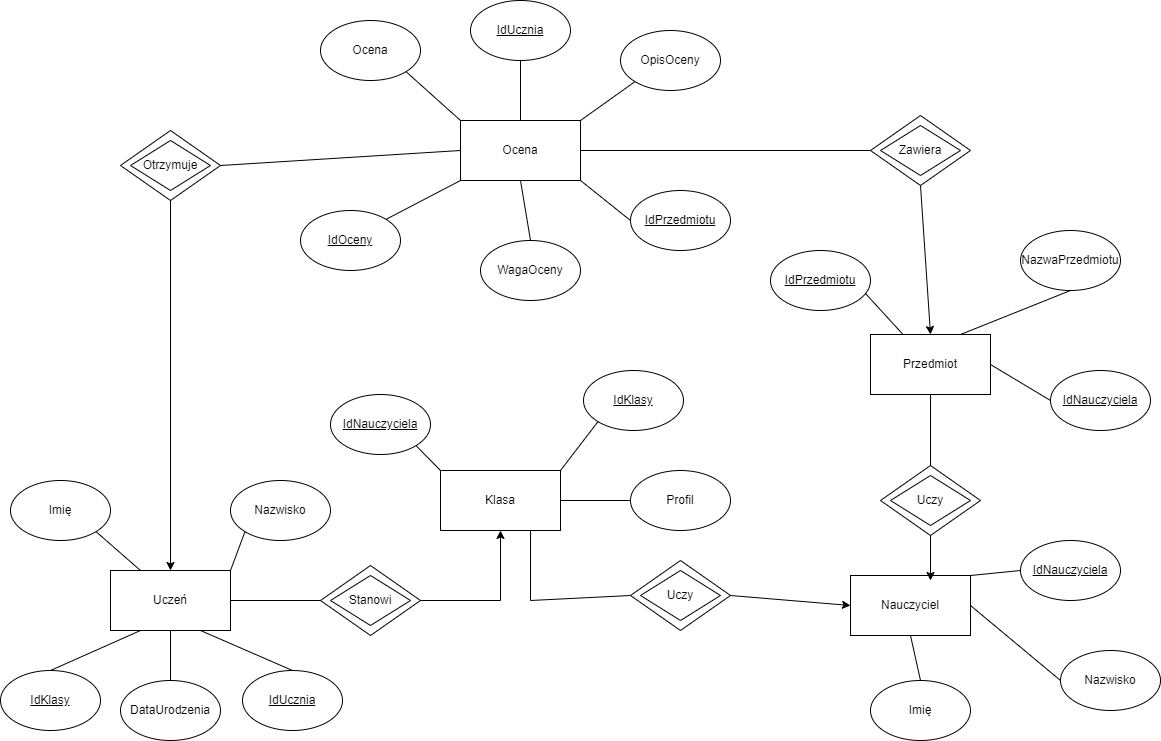 IdUcznia
Ocena
OpisOceny
Ocena
Zawiera
Otrzymuje
IdPrzedmiotu
IdOceny
WagaOceny
NazwaPrzedmiotu
IdPrzedmiotu
Przedmiot
IdKlasy
IdNauczyciela
IdNauczyciela
Klasa
Profil
Uczy
Imię
Nazwisko
IdNauczyciela
Uczeń
Stanowi
Uczy
Nauczyciel
Nazwisko
IdKlasy
DataUrodzenia
IdUcznia
Imię